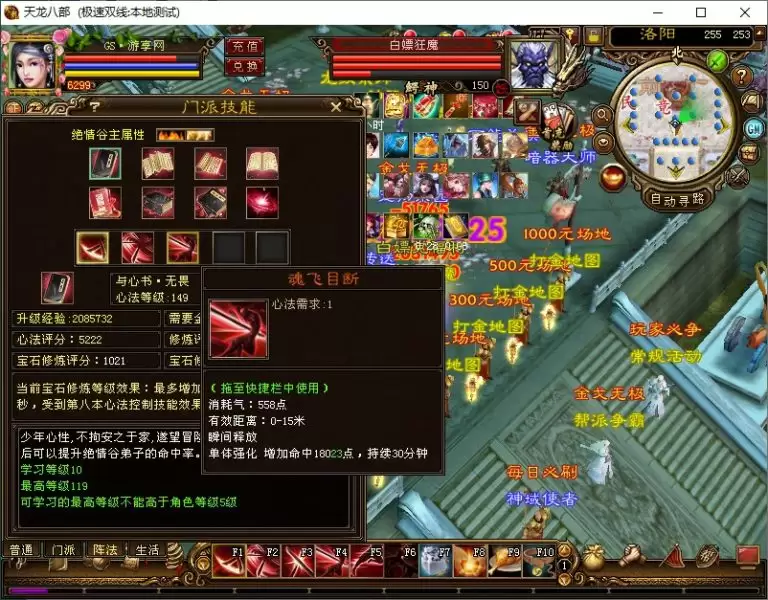 天龙八部 (极速双线:本地测试)
GS·游享网
充值
兑换
6299
白嫖狂魔
鳄神
150
洛阳
255 253
北
?
GM
自动寻路
门派技能
绝情谷主属性
与心书·无畏
心法等级:149
升级经验:2085732
需要金
心法评分:5222
修炼评
宝石修炼评分:1021
宝石修
当前宝石修炼等级效果:最多增加
秒,受到第八本心法控制技能效果
少年心性,不拘安之于家,遂望冒险
后可以提升绝情谷弟子的命中率。
学习等级10
最高等级119
可学习的最高等级不能高于角色等级5级
魂飞目断
心法需求:1
(拖至快捷栏中使用)
消耗气:558点
有效距离:0-15米
瞬间释放
单体强化 增加命中18023点,持续30分钟
普通
门派
阵法
生活
金戈无极
暗器大师
25
1000元场地
打金地图
500元场地
300元场地
打金地图
玩家必争
常规活动
金戈无极
帮派争霸
每日必刷
神域使者
F1
F2
F3
F4
F5
F6
F7
F8
F9
F10
1